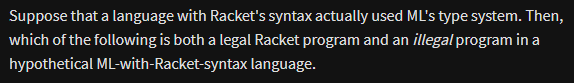 Suppose that a language with Racket's syntax actually used ML's type system. Then,
which of the following is both a legal Racket program and an illegal program in a
hypothetical ML-with-Racket-syntax language.